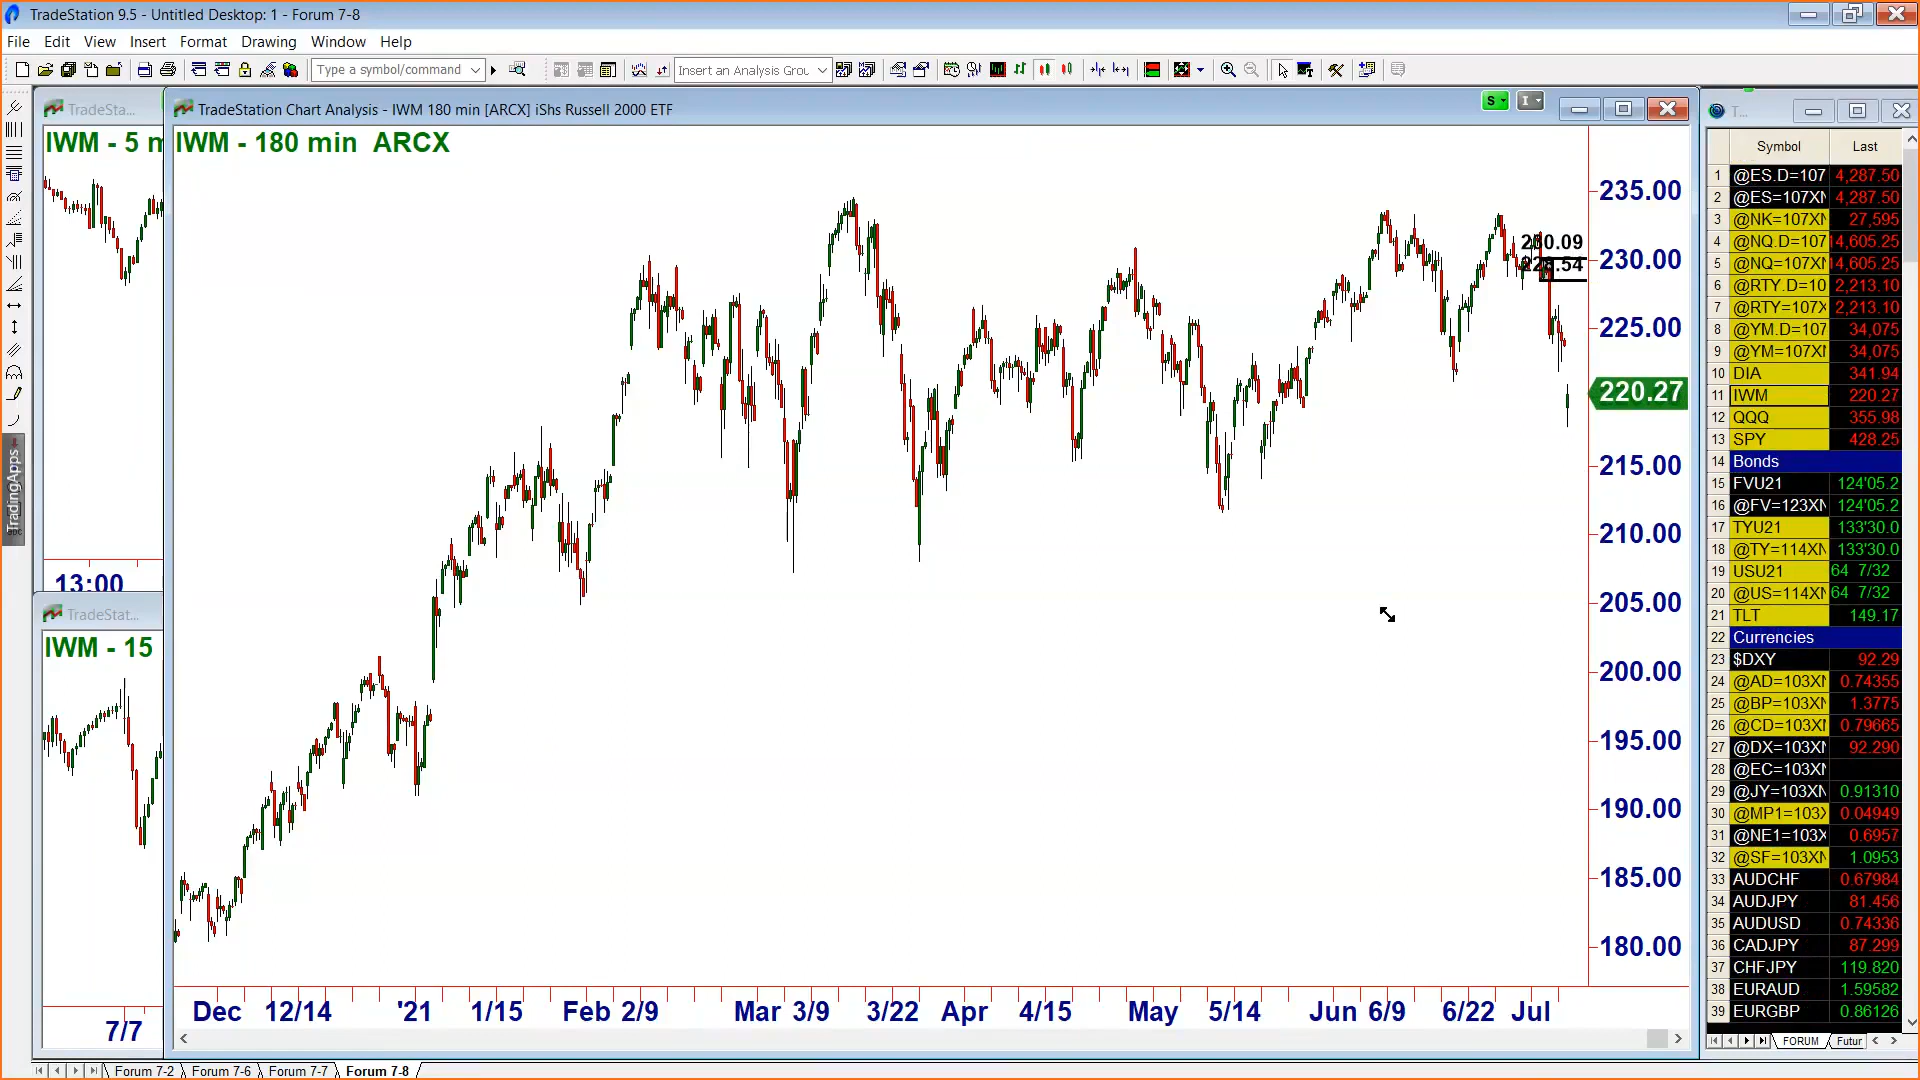 TradeStation 9.5 - Untitled Desktop: 1 - Forum 7-8
File Edit View Insert Format Drawing Window Help
Type a symbol/command
Insert an Analysis Grou
TradeSta...
TradeStation Chart Analysis - IWM 180 min [ARCX] iShs Russell 2000 ETF
S
I
T...
IWM - 5 m
IWM - 180 min ARCX
235.00
230.09
230.00
228.54
225.00
220.27
215.00
210.00
205.00
200.00
195.00
190.00
185.00
180.00
13:00
TradeStat...
IWM - 15
7/7
TradingApps
Dec 12/14 '21 1/15 Feb 2/9 Mar 3/9 3/22 Apr 4/15 May 5/14 Jun 6/9 6/22 Jul
Symbol Last
1 @ES.D=107 4,287.50
2 @ES=107XN 4,287.50
3 @NK=107XN 27,595
4 @NQ.D=107 14,605.25
5 @NQ=107XN 14,605.25
6 @RTY.D=10 2,213.10
7 @RTY=107X 2,213.10
8 @YM.D=107 34,075
9 @YM=107XN 34,075
10 DIA 341.94
11 IWM 220.27
12 QQQ 355.98
13 SPY 428.25
14 Bonds
15 FVU21 124'05.2
16 @FV=123XN 124'05.2
17 TYU21 133'30.0
18 @TY=114XN 133'30.0
19 USU21 64 7/32
20 @US=114XN 64 7/32
21 TLT 149.17
22 Currencies
23 $DXY 92.29
24 @AD=103XN 0.74355
25 @BP=103XN 1.3775
26 @CD=103XN 0.79665
27 @DX=103XN 92.290
28 @EC=103XN
29 @JY=103XN 0.91310
30 @MP1=103X 0.04949
31 @NE1=103X 0.6957
32 @SF=103XN 1.0953
33 AUDCHF 0.67984
34 AUDJPY 81.456
35 AUDUSD 0.74336
36 CADJPY 87.299
37 CHFJPY 119.820
38 EURAUD 1.59582
39 EURGBP 0.86126
FORUM Futur
Forum 7-2 Forum 7-6 Forum 7-7 Forum 7-8